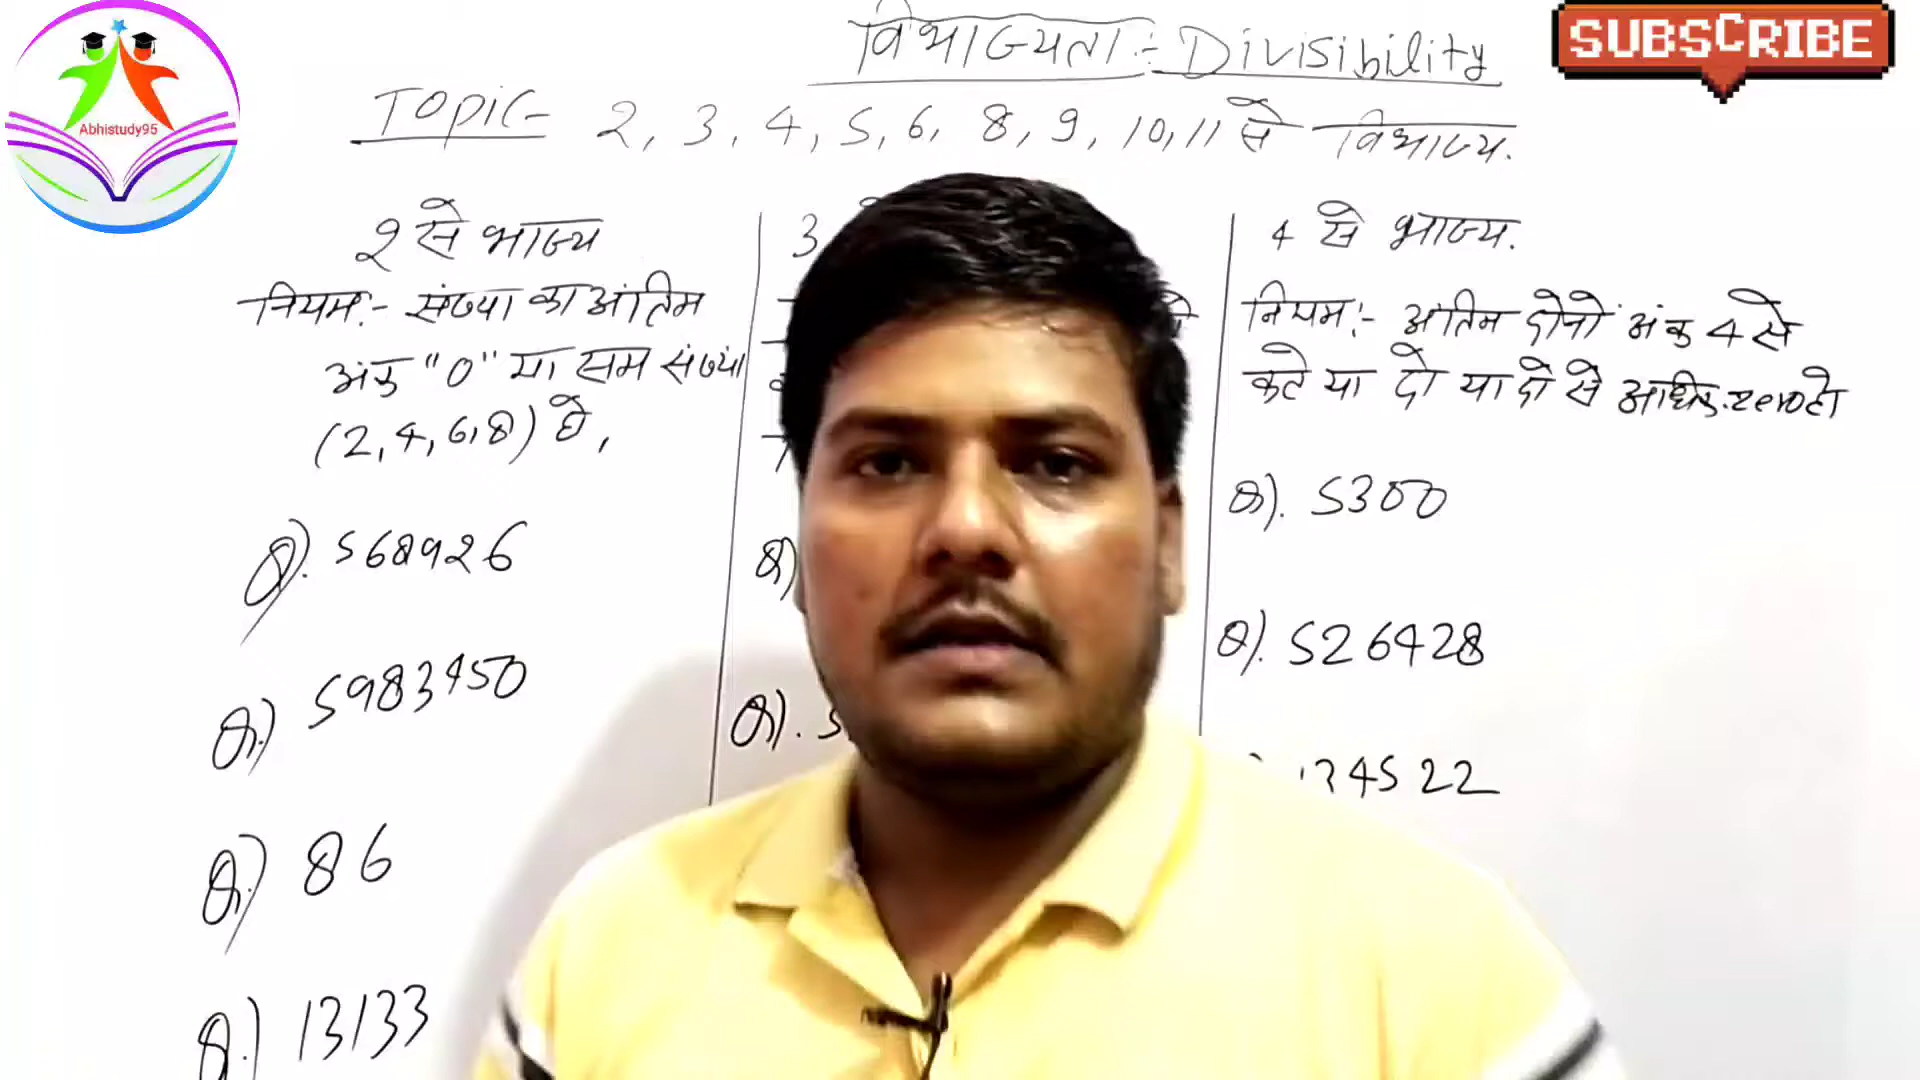 विभाज्यता :- Divisibility
SUBSCRIBE
Abhistudy95
Topic- 2, 3, 4, 5, 6, 8, 9, 10, 11 से विभाज्य.
2 से भाज्य
नियम:- संख्या का अंतिम
अंक "0" या सम संख्या
(2, 4, 6, 8) हो,
Q). 568926
Q.) 5983450
Q.) 86
Q.) 13133
3
Q)
Q). 5
4 से भाज्य.
नियम:- अंतिम दोनों अंक 4 से
कटे या दो या दो से अधिक zero हो
Q). 5300
Q). 526428
34522